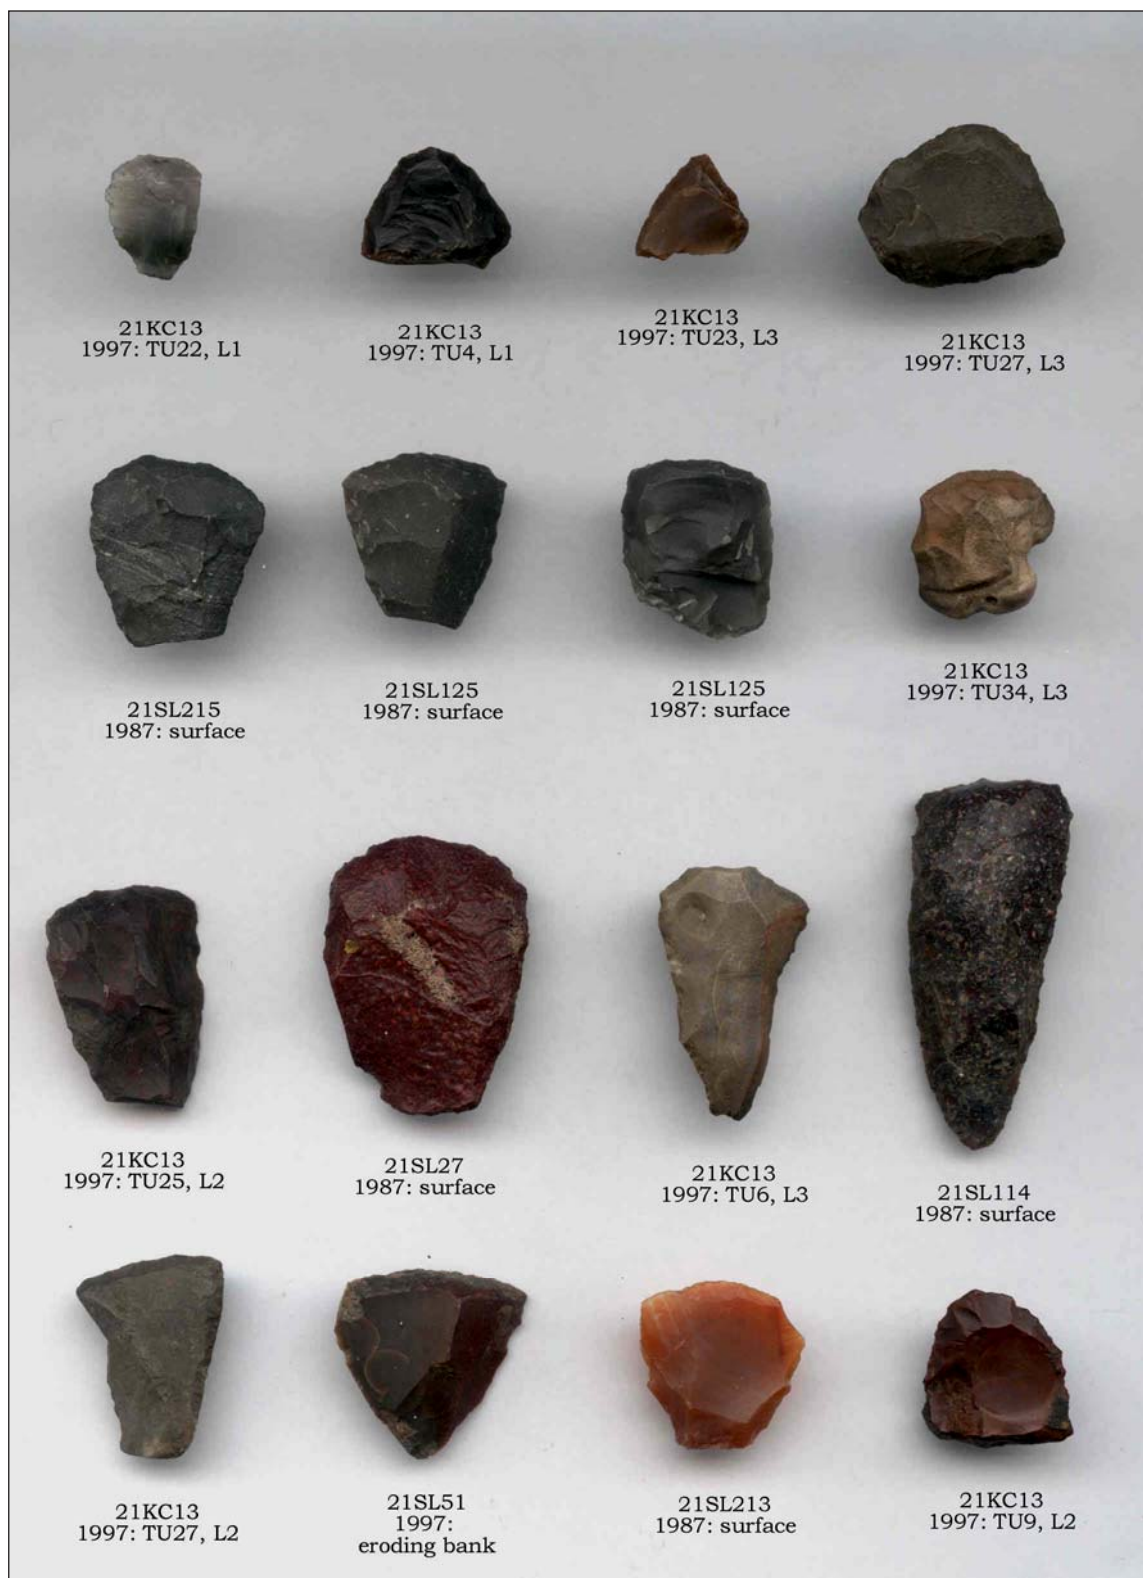 21KC13
1997: TU22, L1
21KC13
1997: TU4, L1
21KC13
1997: TU23, L3
21KC13
1997: TU27, L3
21SL215
1987: surface
21SL125
1987: surface
21SL125
1987: surface
21KC13
1997: TU34, L3
21KC13
1997: TU25, L2
21SL27
1987: surface
21KC13
1997: TU6, L3
21SL114
1987: surface
21KC13
1997: TU27, L2
21SL51
1997:
eroding bank
21SL213
1987: surface
21KC13
1997: TU9, L2